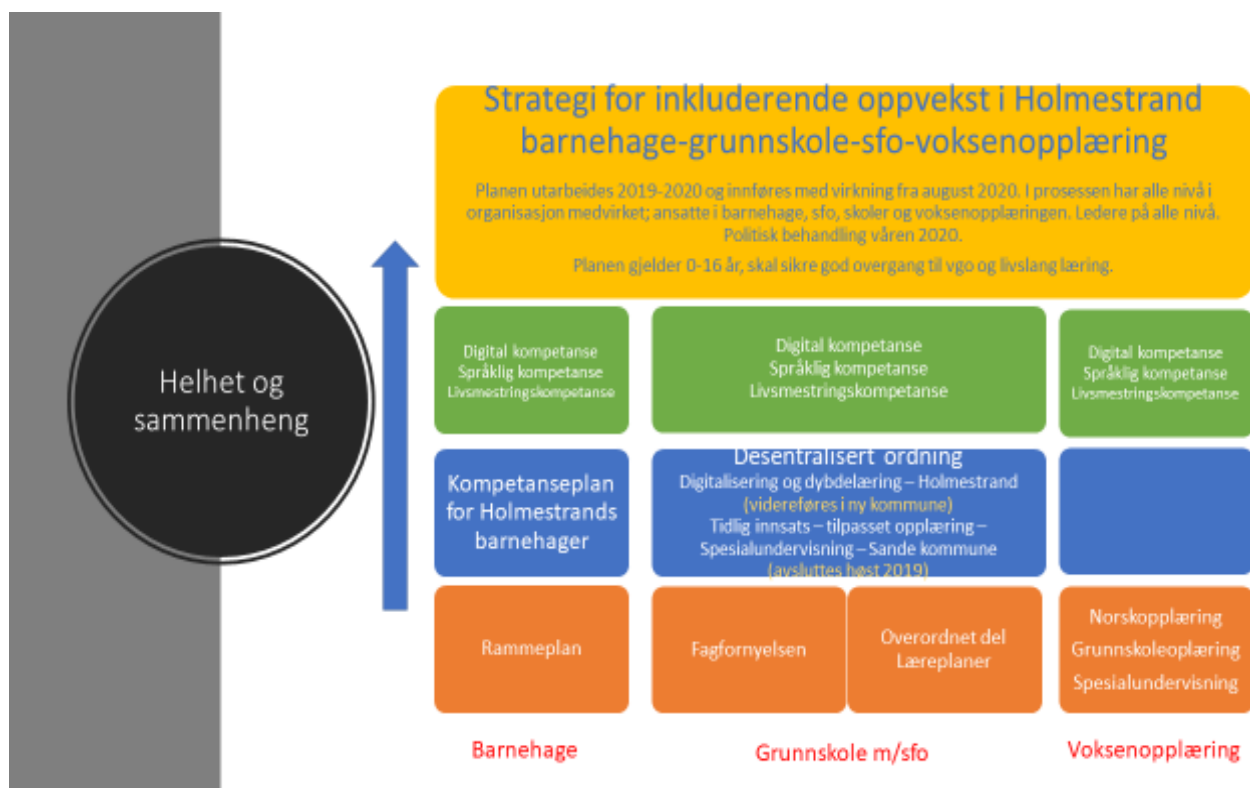 Strategi for inkluderende oppvekst i Holmestrand
barnehage-grunnskole-sfo-voksenopplæring
Planen utarbeides 2019-2020 og innføres med virkning fra august 2020. I prosessen har alle nivå i
organisasjon medvirket; ansatte i barnehage, sfo, skoler og voksenopplæringen. Ledere på alle nivå.
Politisk behandling våren 2020.
Planen gjelder 0-16 år, skal sikre god overgang til vgo og livslang læring.
Helhet og
sammenheng
Digital kompetanse
Språklig kompetanse
Livsmestringskompetanse
Digital kompetanse
Språklig kompetanse
Livsmestringskompetanse
Digital kompetanse
Språklig kompetanse
Livsmestringskompetanse
Kompetanseplan
for Holmestrands
barnehager
Desentralisert ordning
Digitalisering og dybdelæring – Holmestrand
(videreføres i ny kommune)
Tidlig innsats – tilpasset opplæring –
Spesialundervisning – Sande kommune
(avsluttes høst 2019)
Rammeplan
Fagfornyelsen
Overordnet del
Læreplaner
Norskopplæring
Grunnskoleoplæring
Spesialundervisning
Barnehage
Grunnskole m/sfo
Voksenopplæring